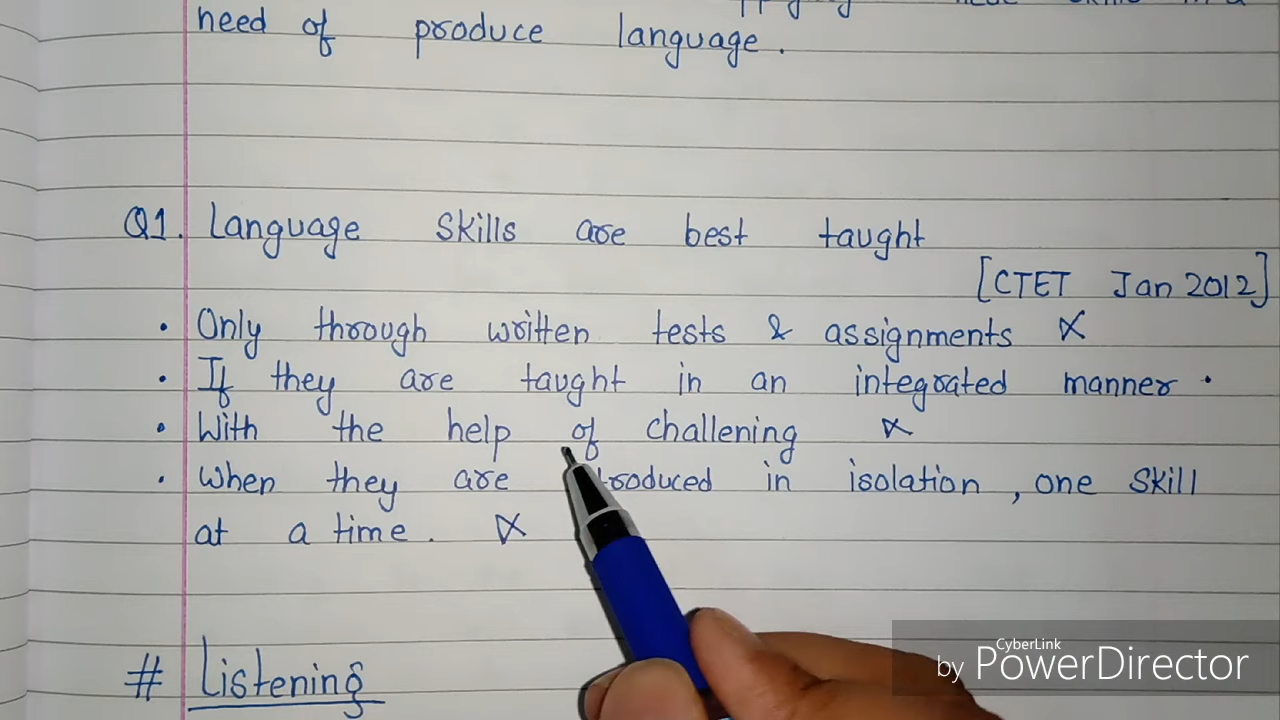 need of produce language.
Q1. Language skills are best taught
[CTET Jan 2012]
• Only through written tests & assignments ✗
• If they are taught in an integrated manner •
• With the help of challening ✗
• When they are troduced in isolation, one skill
at a time. ✗
# Listening
CyberLink
by PowerDirector